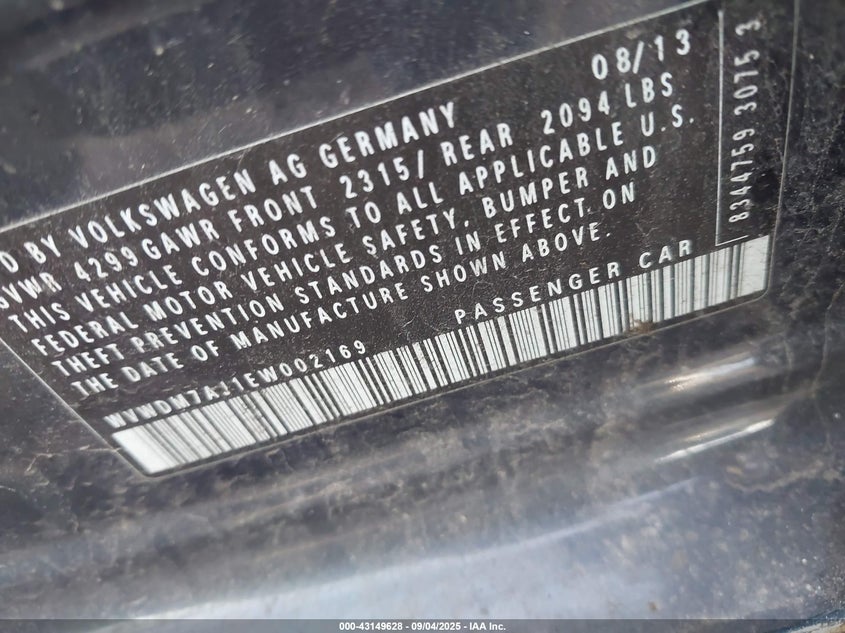 D BY VOLKSWAGEN AG GERMANY 08/13
GVWR 4299 GAWR FRONT 2315/ REAR 2094 LBS
THIS VEHICLE CONFORMS TO ALL APPLICABLE U.S.
FEDERAL MOTOR VEHICLE SAFETY, BUMPER AND
THEFT PREVENTION STANDARDS IN EFFECT ON
THE DATE OF MANUFACTURE SHOWN ABOVE.
WVWDM7AJ1EW002169 PASSENGER CAR
8344759 3075 3
000-43149628 - 09/04/2025 - IAA Inc.